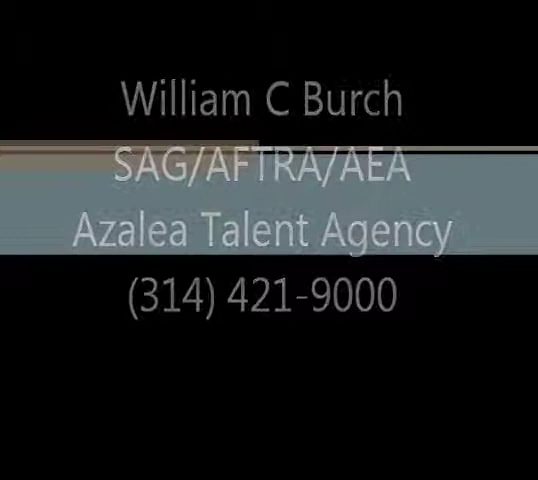 William C Burch
SAG/AFTRA/AEA
Azalea Talent Agency
(314) 421-9000